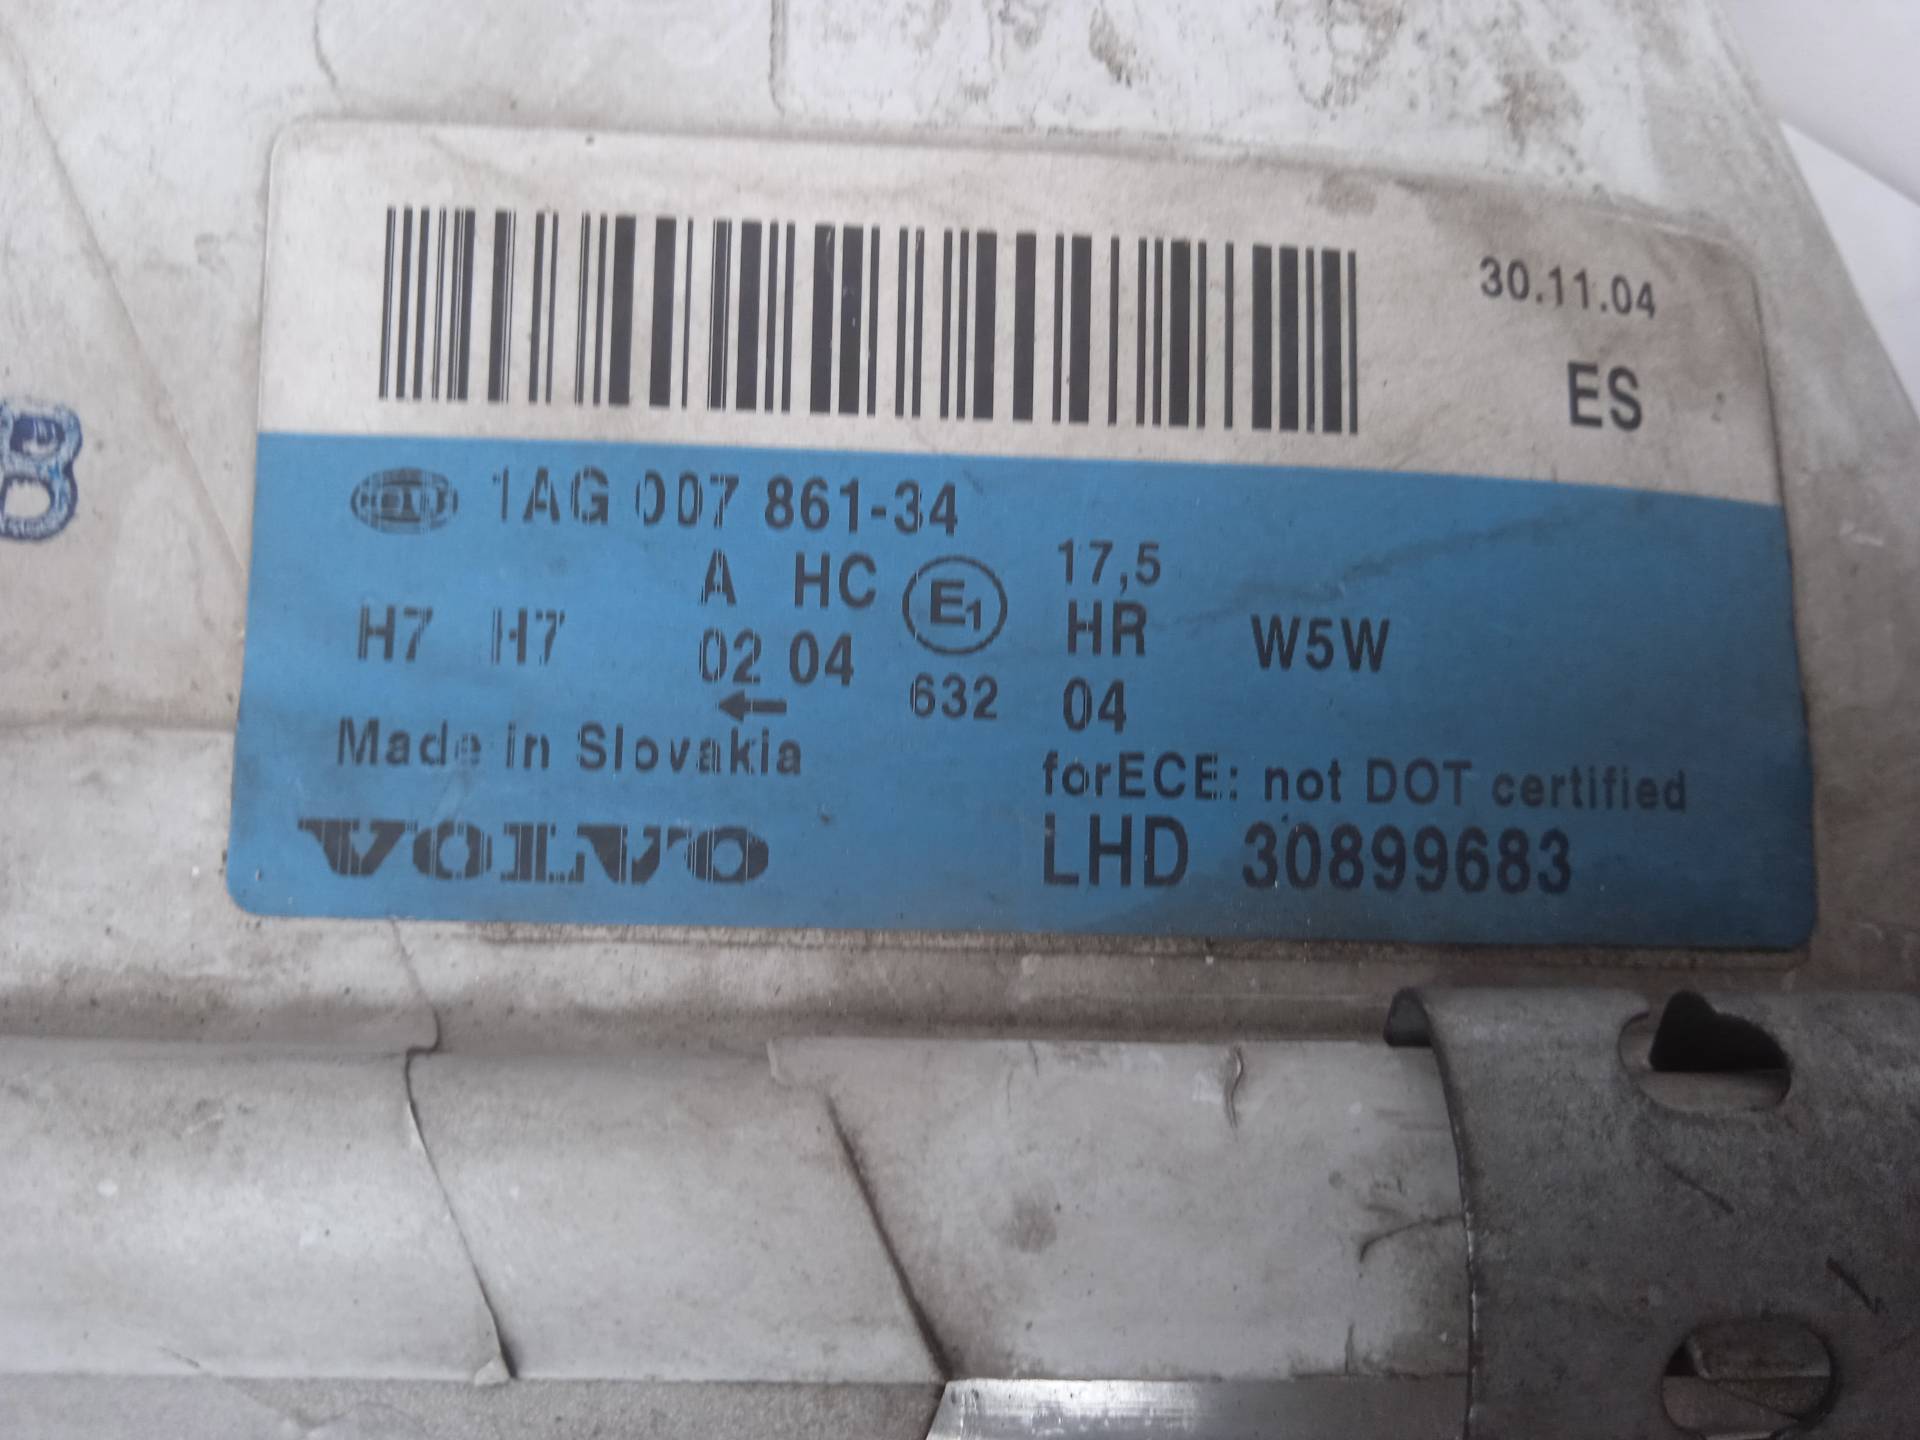 30.11.04
ES
B
HELLA 1AG 007 861-34
A HC E1 17,5
H7 H7 HR W5W
02 04 632 04
←
Made in Slovakia
forECE: not DOT certified
VOLVO LHD 30899683